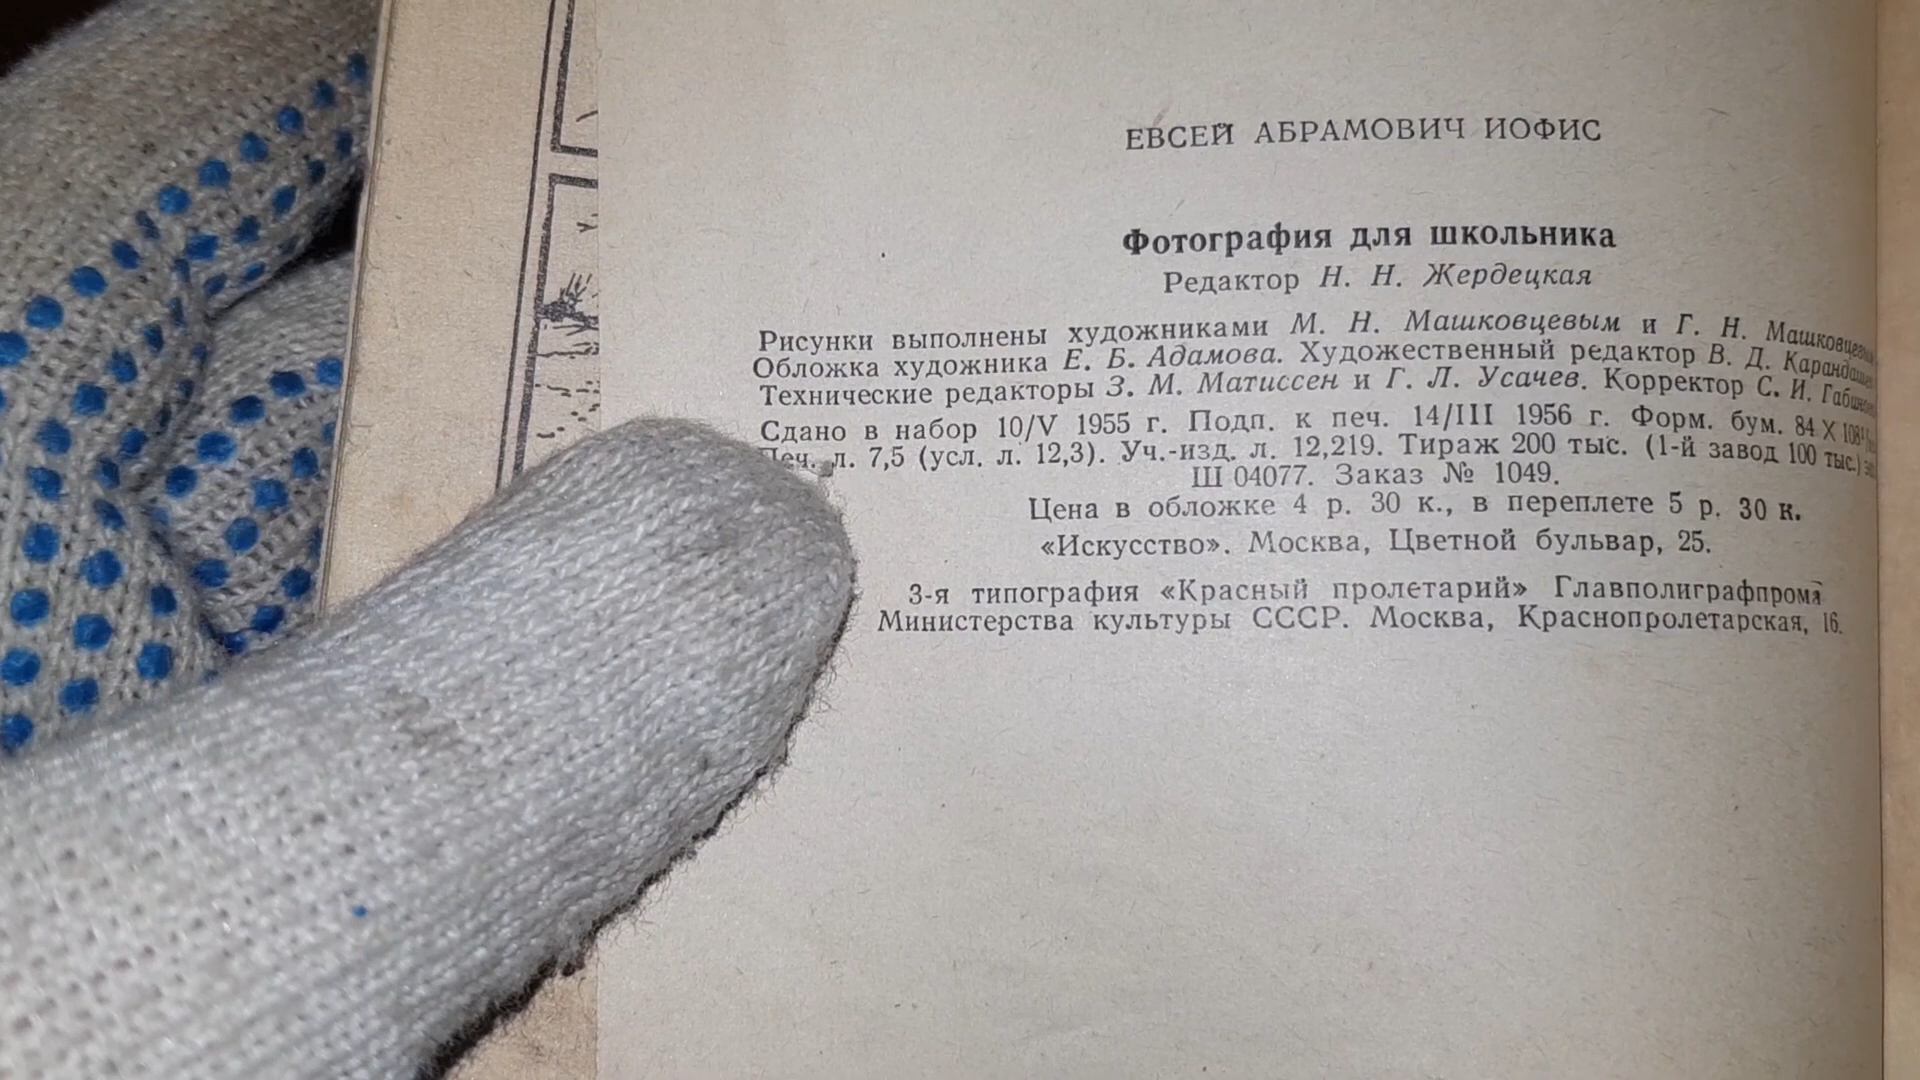 ЕВСЕЙ АБРАМОВИЧ ИОФИС
Фотография для школьника
Редактор Н. Н. Жердецкая
Рисунки выполнены художниками М. Н. Машковцевым и Г. Н.
Обложка художника Е. Б. Адамова. Художественный редактор В. Д.
Технические редакторы З. М. Матиссен и Г. Л. Усачев. Корректор С. И.
Сдано в набор 10/V 1955 г. Подп. к печ. 14/III 1956 г. Форм. бум. 84 X
Печ. л. 7,5 (усл. л. 12,3). Уч.-изд. л. 12,219. Тираж 200 тыс. (1-й завод 100 тыс.)
Ш 04077. Заказ № 1049.
Цена в обложке 4 р. 30 к., в переплете 5 р. 30 к.
«Искусство». Москва, Цветной бульвар, 25.
3-я типография «Красный пролетарий» Главполиграфпрома
Министерства культуры СССР. Москва, Краснопролетарская, 16.